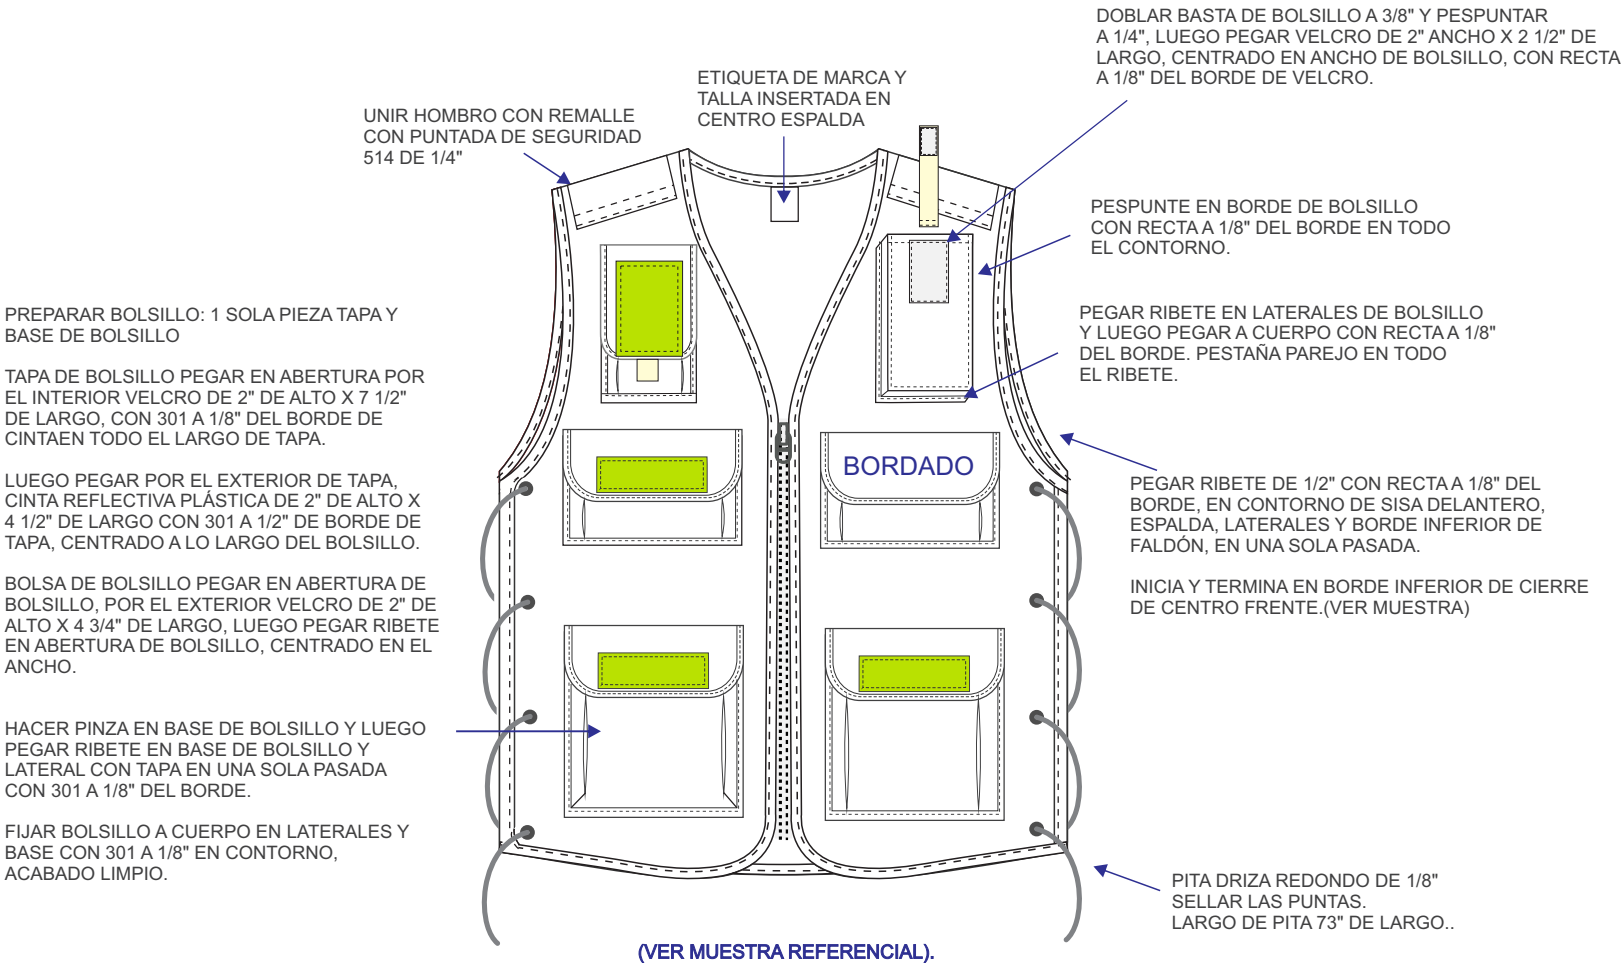 DOBLAR BASTA DE BOLSILLO A 3/8" Y PESPUNTAR
A 1/4", LUEGO PEGAR VELCRO DE 2" ANCHO X 2 1/2" DE
LARGO, CENTRADO EN ANCHO DE BOLSILLO, CON RECTA
A 1/8" DEL BORDE DE VELCRO.
ETIQUETA DE MARCA Y
TALLA INSERTADA EN
CENTRO ESPALDA
UNIR HOMBRO CON REMALLE
CON PUNTADA DE SEGURIDAD
514 DE 1/4"
PESPUNTE EN BORDE DE BOLSILLO
CON RECTA A 1/8" DEL BORDE EN TODO
EL CONTORNO.
PREPARAR BOLSILLO: 1 SOLA PIEZA TAPA Y
BASE DE BOLSILLO
TAPA DE BOLSILLO PEGAR EN ABERTURA POR
EL INTERIOR VELCRO DE 2" DE ALTO X 7 1/2"
DE LARGO, CON 301 A 1/8" DEL BORDE DE
CINTAEN TODO EL LARGO DE TAPA.
LUEGO PEGAR POR EL EXTERIOR DE TAPA,
CINTA REFLECTIVA PLÁSTICA DE 2" DE ALTO X
4 1/2" DE LARGO CON 301 A 1/2" DE BORDE DE
TAPA, CENTRADO A LO LARGO DEL BOLSILLO.
BOLSA DE BOLSILLO PEGAR EN ABERTURA DE
BOLSILLO, POR EL EXTERIOR VELCRO DE 2" DE
ALTO X 4 3/4" DE LARGO, LUEGO PEGAR RIBETE
EN ABERTURA DE BOLSILLO, CENTRADO EN EL
ANCHO.
HACER PINZA EN BASE DE BOLSILLO Y LUEGO
PEGAR RIBETE EN BASE DE BOLSILLO Y
LATERAL CON TAPA EN UNA SOLA PASADA
CON 301 A 1/8" DEL BORDE.
FIJAR BOLSILLO A CUERPO EN LATERALES Y
BASE CON 301 A 1/8" EN CONTORNO,
ACABADO LIMPIO.
PEGAR RIBETE EN LATERALES DE BOLSILLO
Y LUEGO PEGAR A CUERPO CON RECTA A 1/8"
DEL BORDE. PESTAÑA PAREJO EN TODO
EL RIBETE.
BORDADO
PEGAR RIBETE DE 1/2" CON RECTA A 1/8" DEL
BORDE, EN CONTORNO DE SISA DELANTERO,
ESPALDA, LATERALES Y BORDE INFERIOR DE
FALDÓN, EN UNA SOLA PASADA.
INICIA Y TERMINA EN BORDE INFERIOR DE CIERRE
DE CENTRO FRENTE.(VER MUESTRA)
PITA DRIZA REDONDO DE 1/8"
SELLAR LAS PUNTAS.
LARGO DE PITA 73" DE LARGO..
(VER MUESTRA REFERENCIAL).